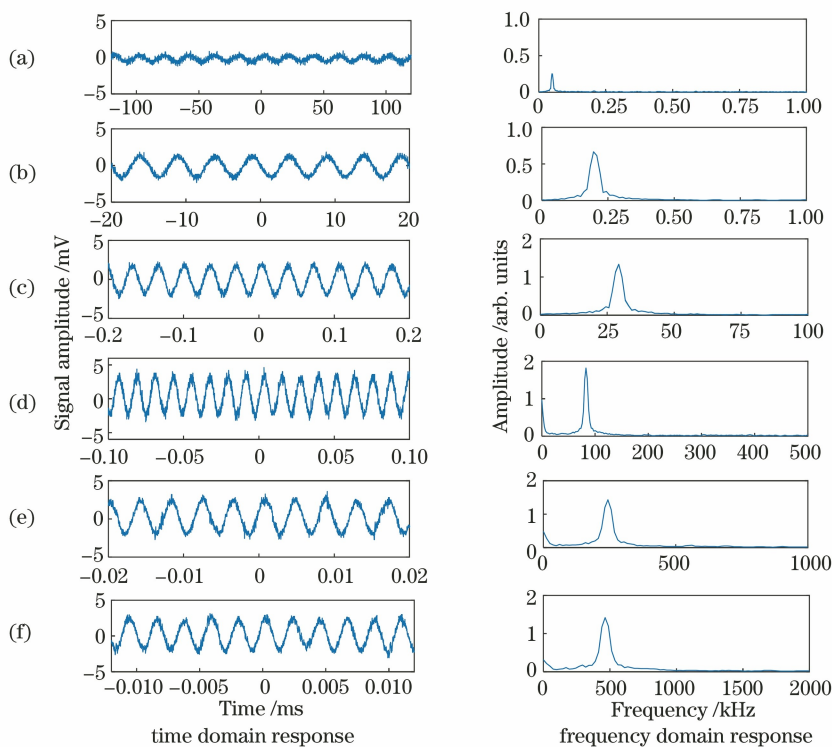 (a)
5
0
−5
−100 −50 0 50 100
1.0
0.5
0
0 0.25 0.50 0.75 1.00
(b)
5
0
−5
−20 −10 0 10 20
1.0
0.5
0
0 0.25 0.50 0.75 1.00
(c)
5
0
−5
−0.2 −0.1 0 0.1 0.2
2
1
0
0 25 50 75 100
(d)
5
0
−5
−0.10 −0.05 0 0.05 0.10
2
1
0
0 100 200 300 400 500
(e)
5
0
−5
−0.02 −0.01 0 0.01 0.02
2
1
0
0 500 1000
(f)
5
0
−5
−0.010 −0.005 0 0.005 0.010
2
1
0
0 500 1000 1500 2000
Signal amplitude /mV
Amplitude /arb. units
Time /ms
Frequency /kHz
time domain response
frequency domain response